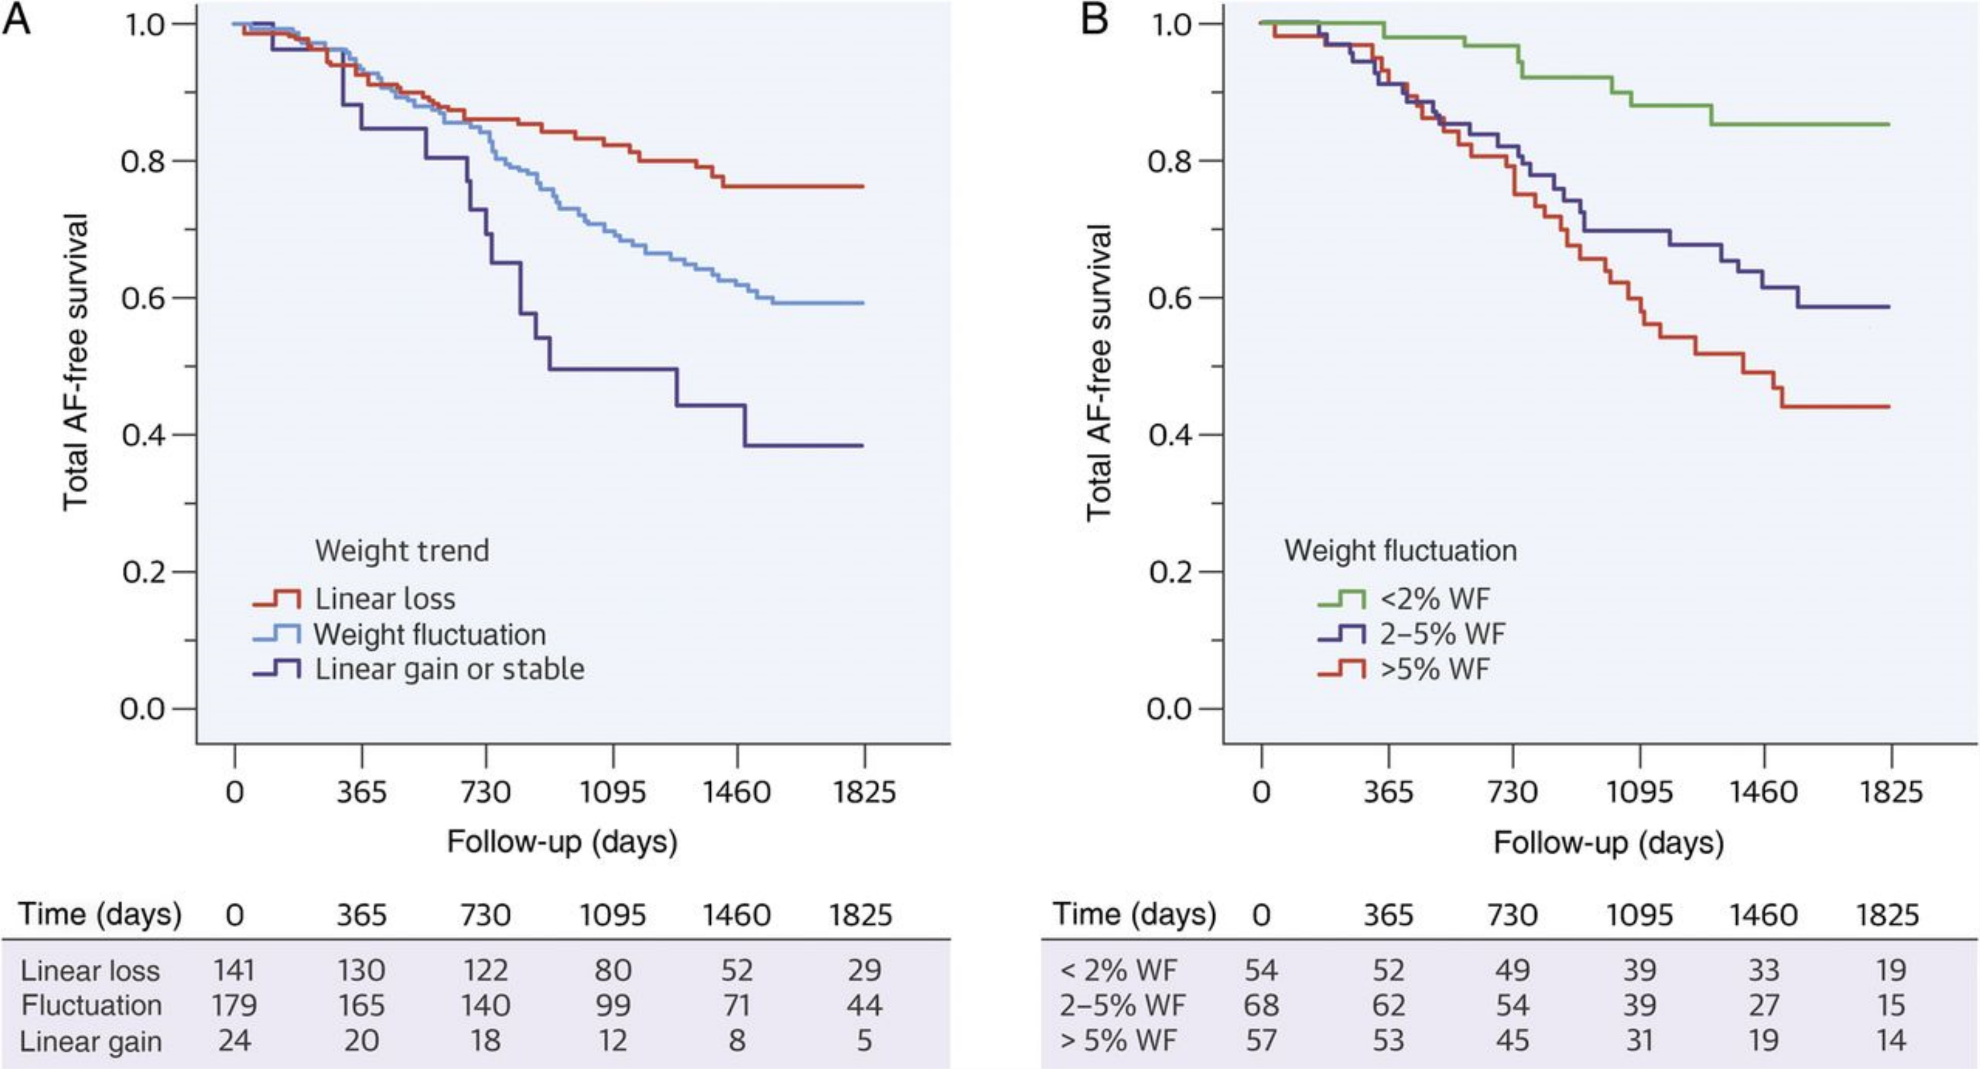 A
Total AF-free survival
1.0
0.8
0.6
0.4
0.2
0.0
Weight trend
Linear loss
Weight fluctuation
Linear gain or stable
0 365 730 1095 1460 1825
Follow-up (days)
Time (days) 0 365 730 1095 1460 1825
Linear loss 141 130 122 80 52 29
Fluctuation 179 165 140 99 71 44
Linear gain 24 20 18 12 8 5
B
Total AF-free survival
1.0
0.8
0.6
0.4
0.2
0.0
Weight fluctuation
<2% WF
2–5% WF
>5% WF
0 365 730 1095 1460 1825
Follow-up (days)
Time (days) 0 365 730 1095 1460 1825
< 2% WF 54 52 49 39 33 19
2–5% WF 68 62 54 39 27 15
> 5% WF 57 53 45 31 19 14